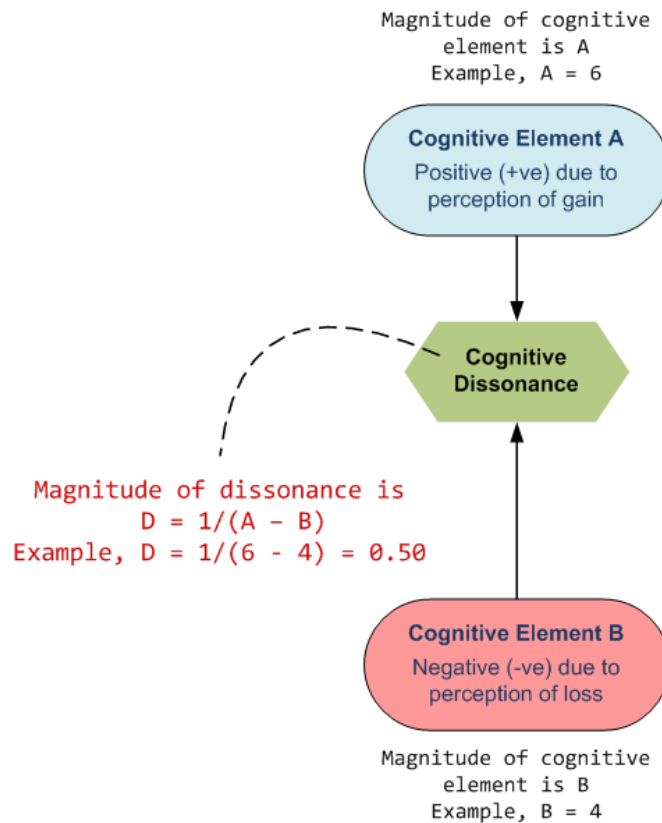 Magnitude of cognitive
element is A
Example, A = 6
Cognitive Element A
Positive (+ve) due to
perception of gain
Cognitive
Dissonance
Magnitude of dissonance is
D = 1/(A – B)
Example, D = 1/(6 - 4) = 0.50
Cognitive Element B
Negative (-ve) due to
perception of loss
Magnitude of cognitive
element is B
Example, B = 4